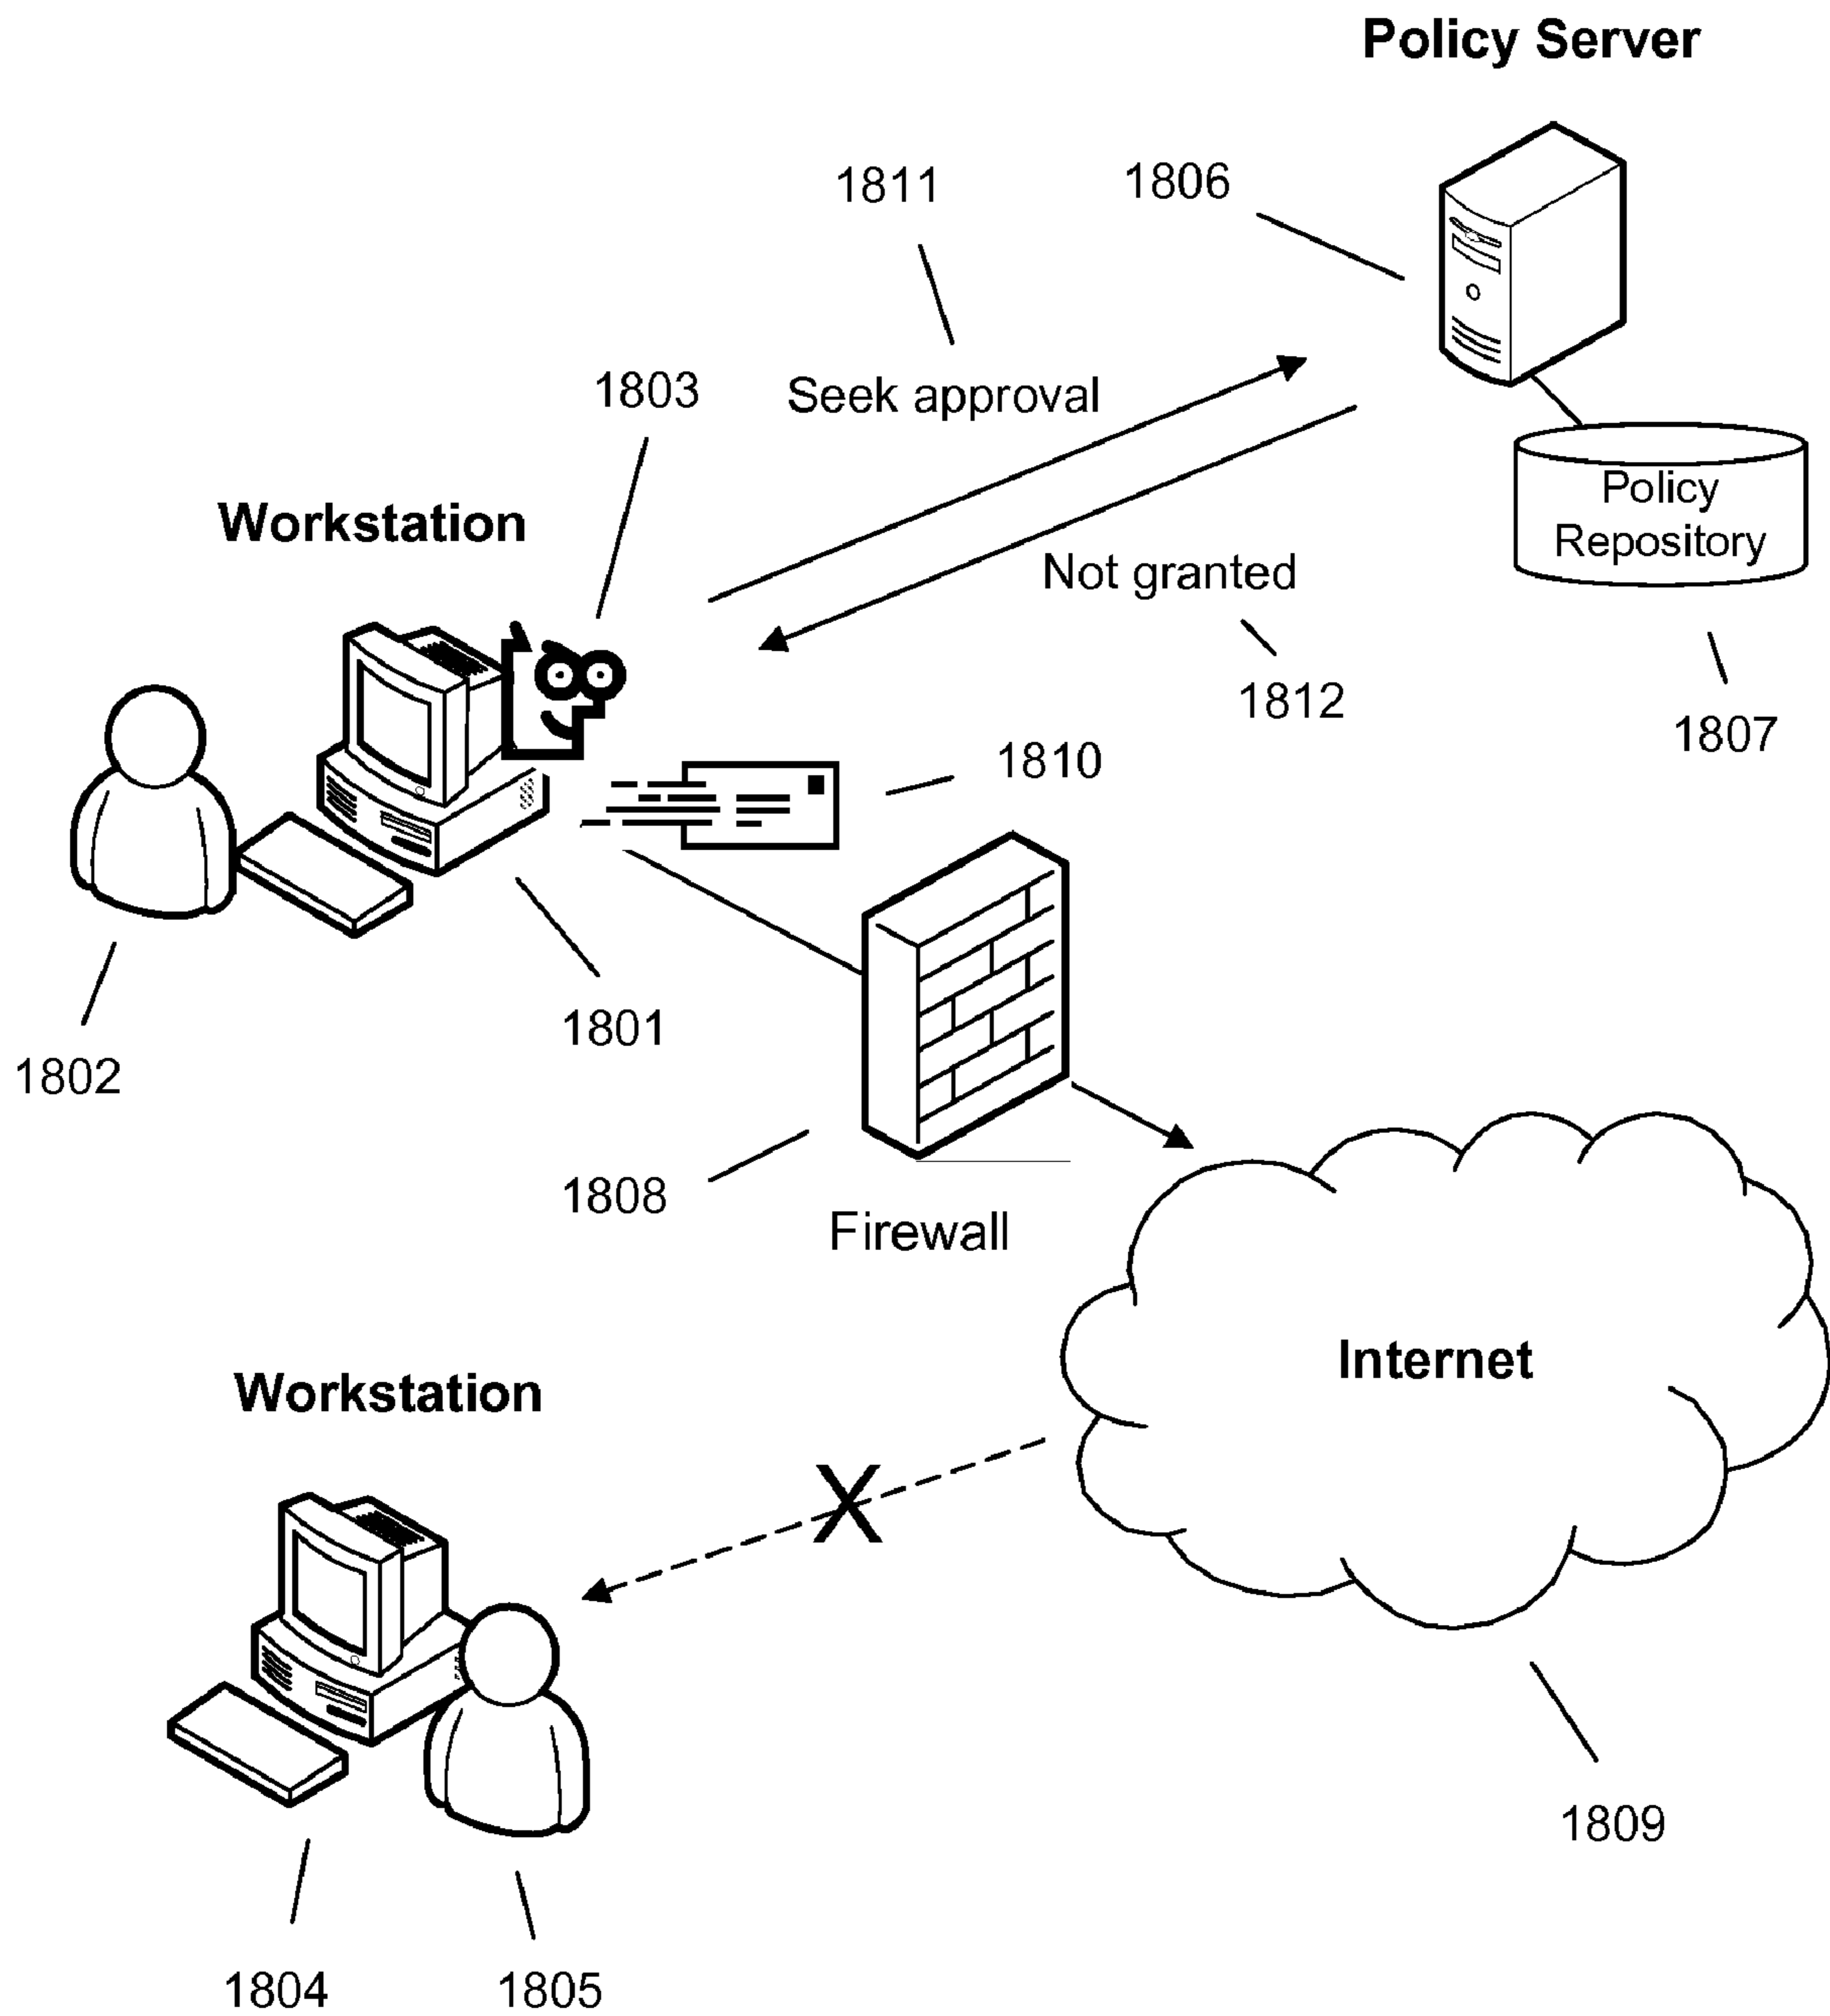 Policy Server
1811
1806
1803
Seek approval
Workstation
Policy
Repository
Not granted
1812
1807
1810
1801
1802
1808
Firewall
Internet
Workstation
X
1809
1804
1805